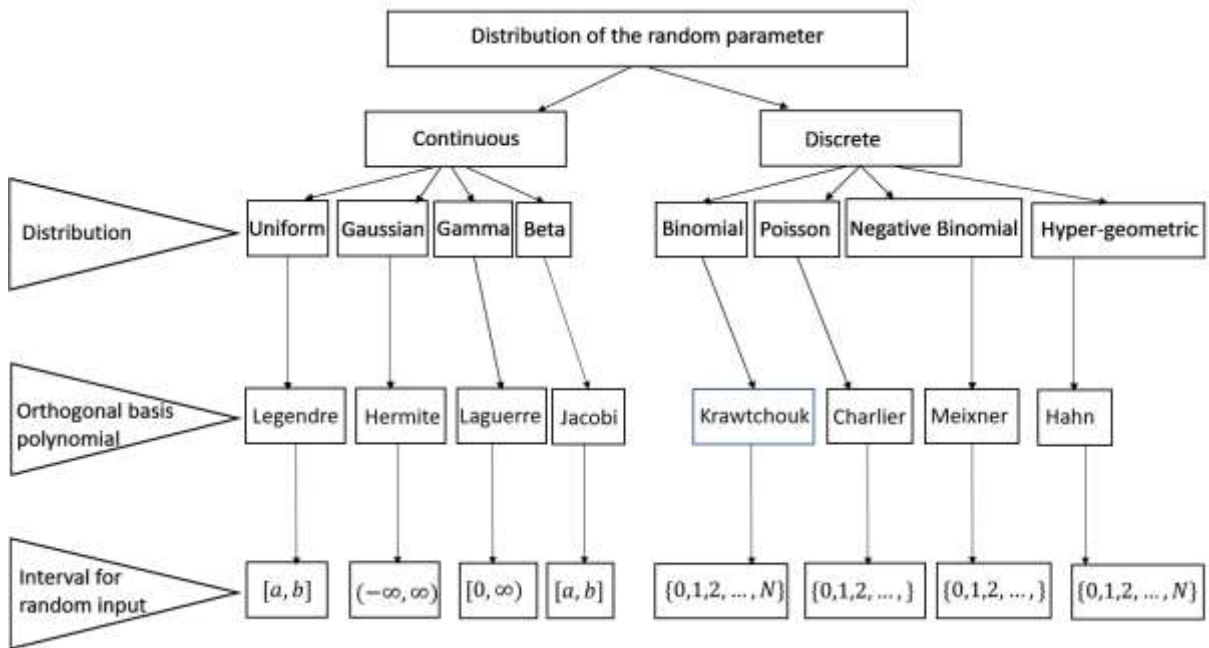 Distribution of the random parameter
Continuous
Discrete
Distribution
Uniform
Gaussian
Gamma
Beta
Binomial
Poisson
Negative Binomial
Hyper-geometric
Orthogonal basis
polynomial
Legendre
Hermite
Laguerre
Jacobi
Krawtchouk
Charlier
Meixner
Hahn
Interval for
random input
[a, b]
(−∞, ∞)
[0, ∞)
[a, b]
{0,1,2, … , N}
{0,1,2, … , }
{0,1,2, … , }
{0,1,2, … , N}